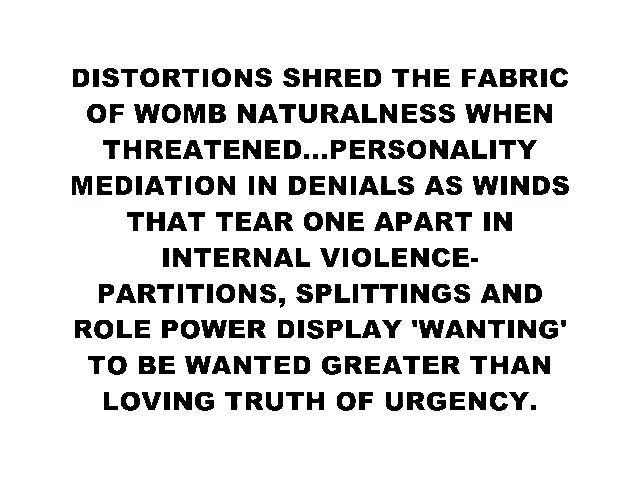 DISTORTIONS SHRED THE FABRIC
OF WOMB NATURALNESS WHEN
THREATENED...PERSONALITY
MEDIATION IN DENIALS AS WINDS
THAT TEAR ONE APART IN
INTERNAL VIOLENCE-
PARTITIONS, SPLITTINGS AND
ROLE POWER DISPLAY 'WANTING'
TO BE WANTED GREATER THAN
LOVING TRUTH OF URGENCY.